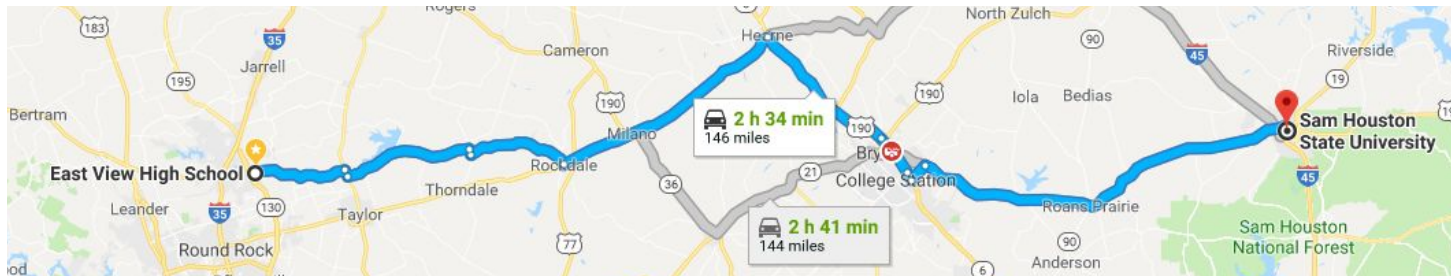 Rogers
North Zulch
183
35
190
90
Hearne
45
Riverside
Jarrell
Cameron
19
195
190
Iola
Bedias
190
Bertram
2 h 34 min
146 miles
190
Sam Houston
State University
Milano
Bry
East View High School
Rockdale
21
College Station
36
45
Thorndale
Leander
35
130
Taylor
Roans Prairie
2 h 41 min
144 miles
Sam Houston
National Forest
Round Rock
77
90
Anderson
6